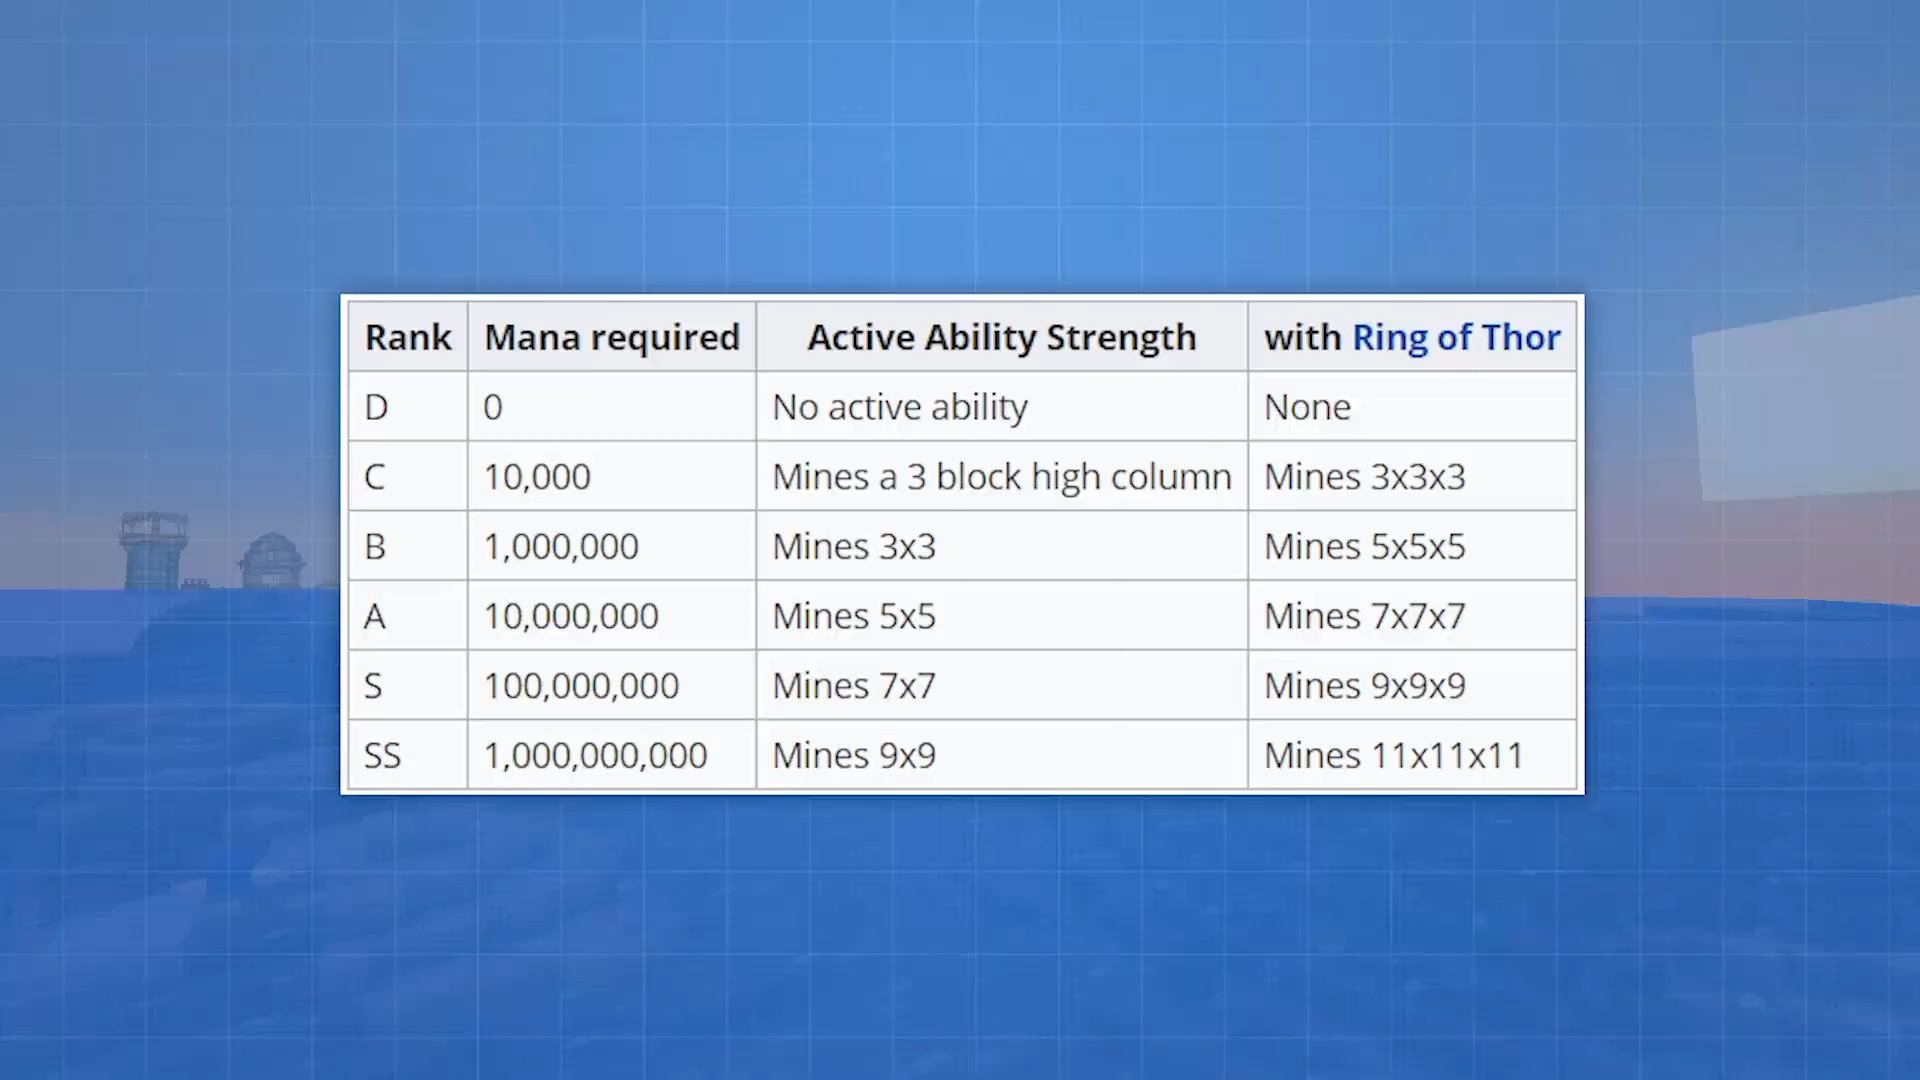 Rank Mana required Active Ability Strength with Ring of Thor
D 0 No active ability None
C 10,000 Mines a 3 block high column Mines 3x3x3
B 1,000,000 Mines 3x3 Mines 5x5x5
A 10,000,000 Mines 5x5 Mines 7x7x7
S 100,000,000 Mines 7x7 Mines 9x9x9
SS 1,000,000,000 Mines 9x9 Mines 11x11x11